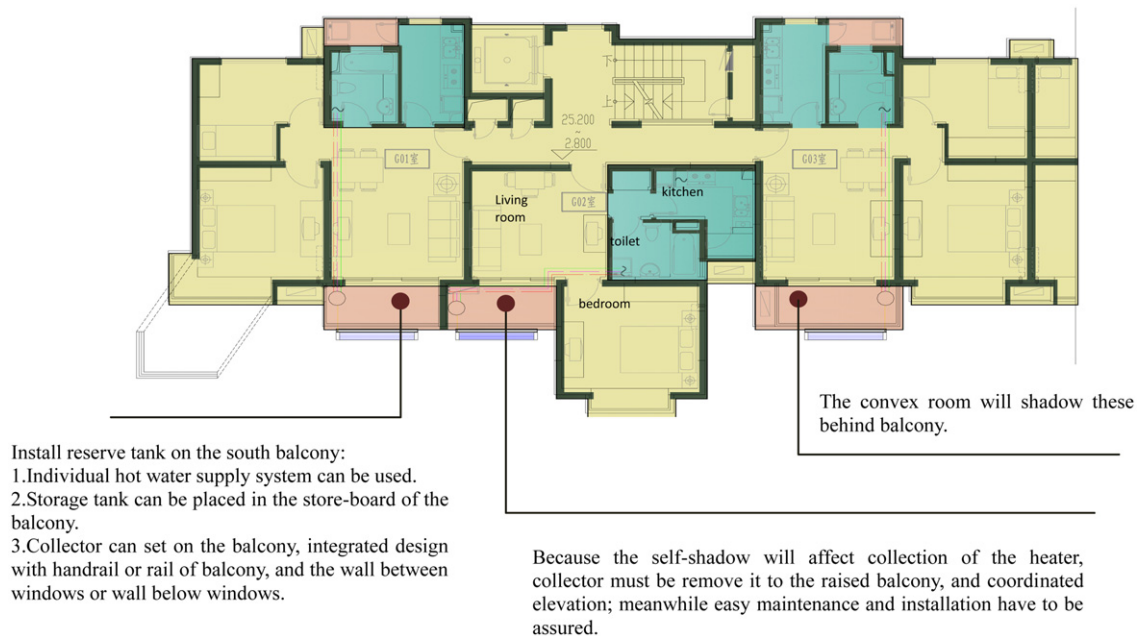 下
上
25.200
~
2.800
G01室
G03室
Living
room
G02室
kitchen
toilet
bedroom
The convex room will shadow these
behind balcony.
Install reserve tank on the south balcony:
1.Individual hot water supply system can be used.
2.Storage tank can be placed in the store-board of the
balcony.
3.Collector can set on the balcony, integrated design
with handrail or rail of balcony, and the wall between
windows or wall below windows.
Because the self-shadow will affect collection of the heater,
collector must be remove it to the raised balcony, and coordinated
elevation; meanwhile easy maintenance and installation have to be
assured.